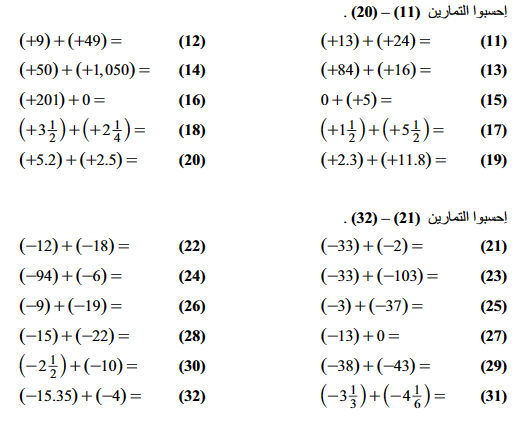 إحسبوا التمارين (11) – (20) .
(11) (+13) + (+24) = (12) (+9) + (+49) =
(13) (+84) + (+16) = (14) (+50) + (+1,050) =
(15) 0 + (+5) = (16) (+201) + 0 =
(17) (+1½) + (+5½) = (18) (+3½) + (+2¼) =
(19) (+2.3) + (+11.8) = (20) (+5.2) + (+2.5) =
إحسبوا التمارين (21) – (32) .
(21) (−33) + (−2) = (22) (−12) + (−18) =
(23) (−33) + (−103) = (24) (−94) + (−6) =
(25) (−3) + (−37) = (26) (−9) + (−19) =
(27) (−13) + 0 = (28) (−15) + (−22) =
(29) (−38) + (−43) = (30) (−2½) + (−10) =
(31) (−3⅓) + (−4⅙) = (32) (−15.35) + (−4) =